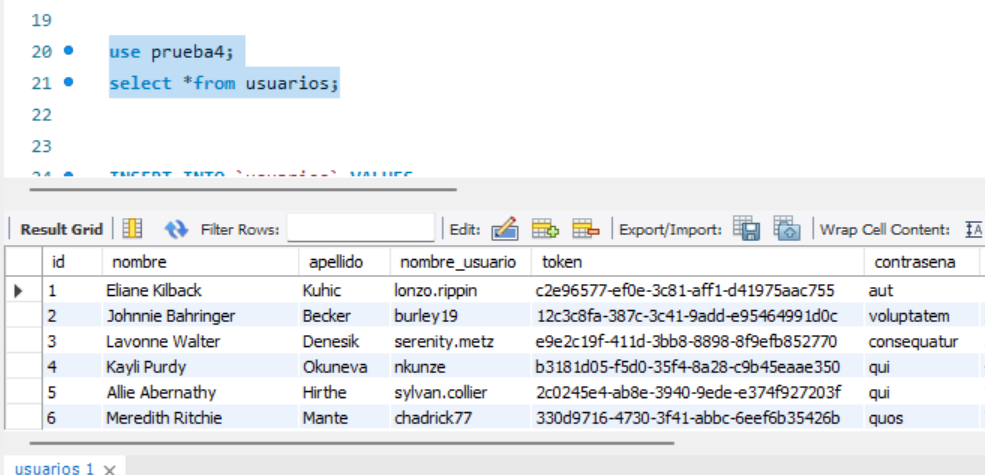 19
20 use prueba4;
21 select *from usuarios;
22
23
24 INSERT INTO `usuarios` VALUES
Result Grid Filter Rows: Edit: Export/Import: Wrap Cell Content:
id nombre apellido nombre_usuario token contrasena
1 Eliane Kilback Kuhic lonzo.rippin c2e96577-ef0e-3c81-aff1-d41975aac755 aut
2 Johnnie Bahringer Becker burley19 12c3c8fa-387c-3c41-9add-e95464991d0c voluptatem
3 Lavonne Walter Denesik serenity.metz e9e2c19f-411d-3bb8-8898-8f9efb852770 consequatur
4 Kayli Purdy Okuneva nkunze b3181d05-f5d0-35f4-8a28-c9b45eaae350 qui
5 Allie Abernathy Hirthe sylvan.collier 2c0245e4-ab8e-3940-9ede-e374f927203f qui
6 Meredith Ritchie Mante chadrick77 330d9716-4730-3f41-abbc-6eef6b35426b quos
usuarios 1